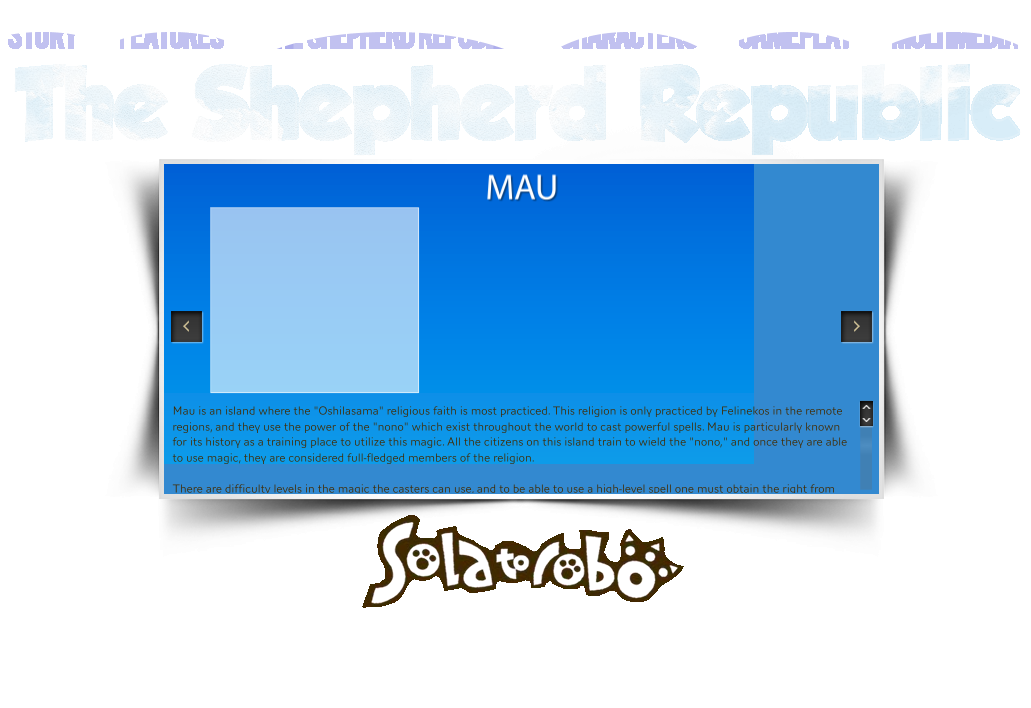 STORY FEATURES THE SHEPHERD REPUBLIC CHARACTERS GAMEPLAY MULTIMEDIA
The Shepherd Republic
MAU
Mau is an island where the "Oshilasama" religious faith is most practiced. This religion is only practiced by Felinekos in the remote
regions, and they use the power of the "nono" which exist throughout the world to cast powerful spells. Mau is particularly known
for its history as a training place to utilize this magic. All the citizens on this island train to wield the "nono," and once they are able
to use magic, they are considered full-fledged members of the religion.
There are difficulty levels in the magic the casters can use, and to be able to use a high-level spell one must obtain the right from
Solatorobo